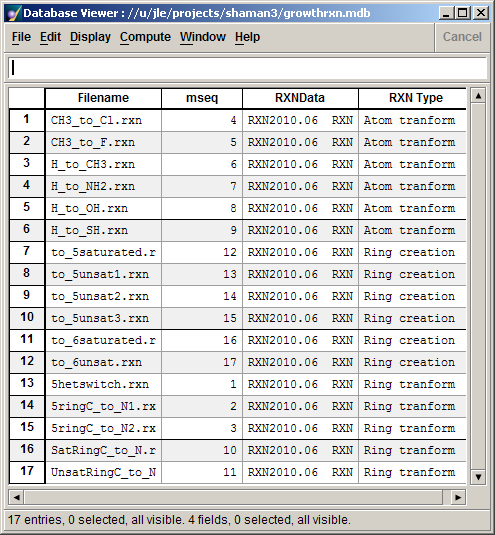 Database Viewer : //u/jle/projects/shaman3/growthrxn.mdb
File Edit Display Compute Window Help Cancel
Filename mseq RXNData RXN Type
1 CH3_to_Cl.rxn 4 RXN2010.06 RXN Atom tranform
2 CH3_to_F.rxn 5 RXN2010.06 RXN Atom tranform
3 H_to_CH3.rxn 6 RXN2010.06 RXN Atom tranform
4 H_to_NH2.rxn 7 RXN2010.06 RXN Atom tranform
5 H_to_OH.rxn 8 RXN2010.06 RXN Atom tranform
6 H_to_SH.rxn 9 RXN2010.06 RXN Atom tranform
7 to_5saturated.r 12 RXN2010.06 RXN Ring creation
8 to_5unsat1.rxn 13 RXN2010.06 RXN Ring creation
9 to_5unsat2.rxn 14 RXN2010.06 RXN Ring creation
10 to_5unsat3.rxn 15 RXN2010.06 RXN Ring creation
11 to_6saturated.r 16 RXN2010.06 RXN Ring creation
12 to_6unsat.rxn 17 RXN2010.06 RXN Ring creation
13 5hetswitch.rxn 1 RXN2010.06 RXN Ring tranform
14 5ringC_to_N1.rx 2 RXN2010.06 RXN Ring tranform
15 5ringC_to_N2.rx 3 RXN2010.06 RXN Ring tranform
16 SatRingC_to_N.r 10 RXN2010.06 RXN Ring tranform
17 UnsatRingC_to_N 11 RXN2010.06 RXN Ring tranform
17 entries, 0 selected, all visible. 4 fields, 0 selected, all visible.